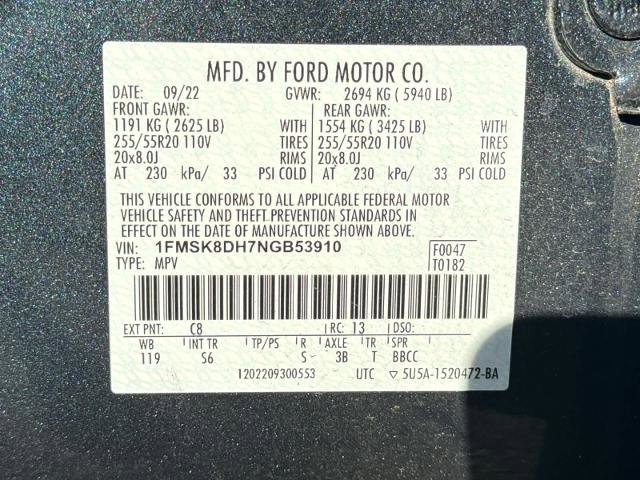 MFD. BY FORD MOTOR CO.
DATE: 09/22 GVWR: 2694 KG ( 5940 LB)
FRONT GAWR: REAR GAWR:
1191 KG ( 2625 LB) WITH 1554 KG ( 3425 LB) WITH
255/55R20 110V TIRES 255/55R20 110V TIRES
20x8.0J RIMS 20x8.0J RIMS
AT 230 kPa/ 33 PSI COLD AT 230 kPa/ 33 PSI COLD
THIS VEHICLE CONFORMS TO ALL APPLICABLE FEDERAL MOTOR
VEHICLE SAFETY AND THEFT PREVENTION STANDARDS IN
EFFECT ON THE DATE OF MANUFACTURE SHOWN ABOVE.
VIN: 1FMSK8DH7NGB53910 F0047
TYPE: MPV T0182
EXT PNT: C8 RC: 13 DSO:
WB INT TR TP/PS R AXLE TR SPR
119 S6 S 3B T BBCC
1202209300553 UTC ▽ 5U5A-1520472-BA